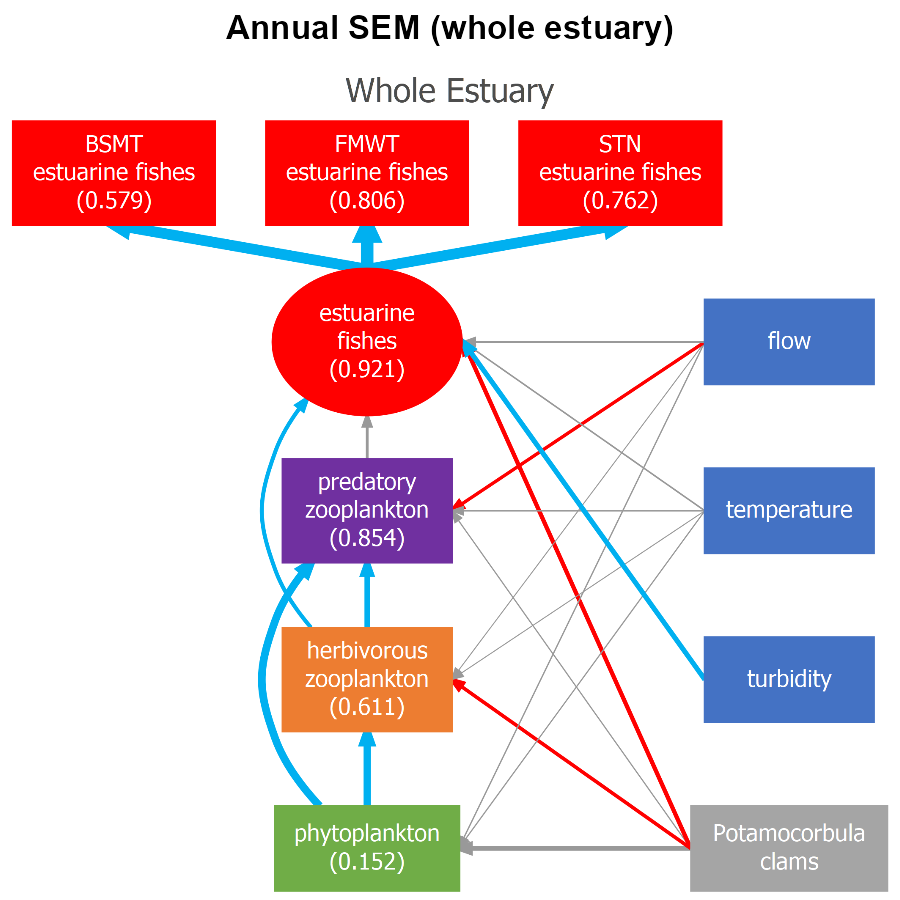 Annual SEM (whole estuary)
Whole Estuary
BSMT
estuarine fishes
(0.579)
FMWT
estuarine fishes
(0.806)
STN
estuarine fishes
(0.762)
estuarine
fishes
(0.921)
flow
predatory
zooplankton
(0.854)
temperature
herbivorous
zooplankton
(0.611)
turbidity
phytoplankton
(0.152)
Potamocorbula
clams